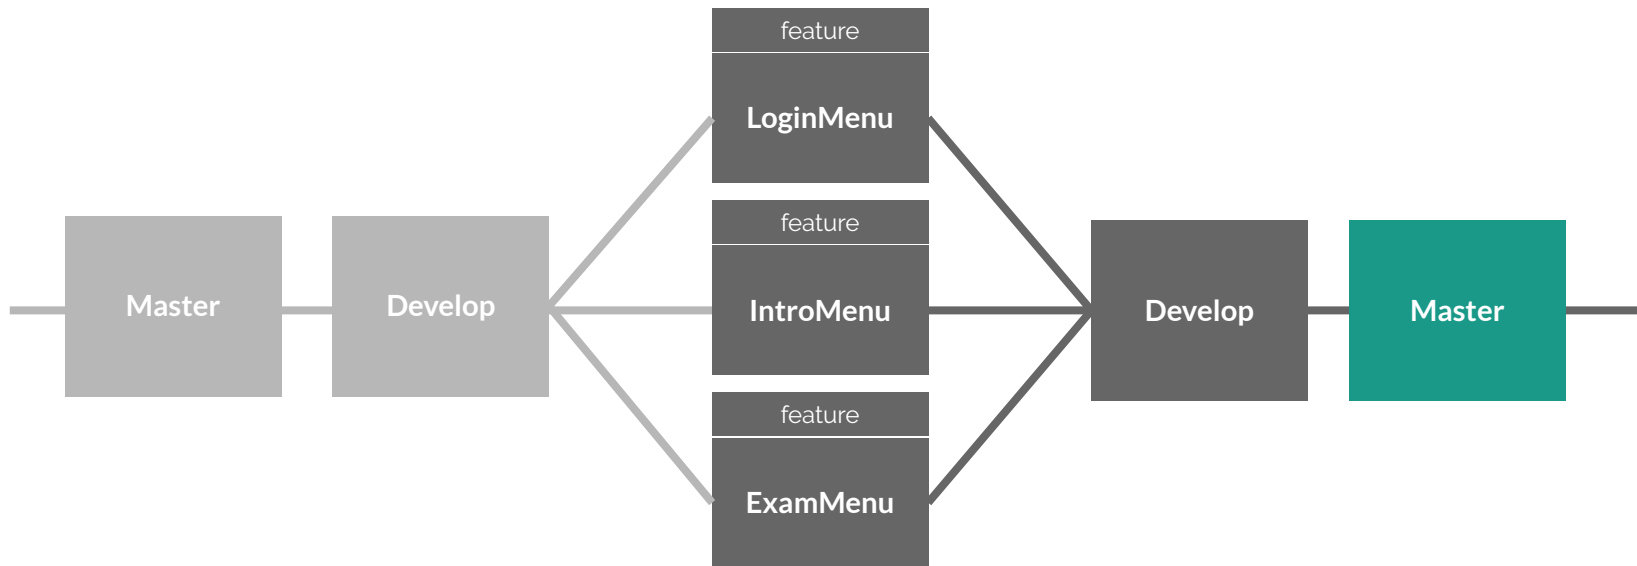 Master
Develop
feature
LoginMenu
feature
IntroMenu
feature
ExamMenu
Develop
Master